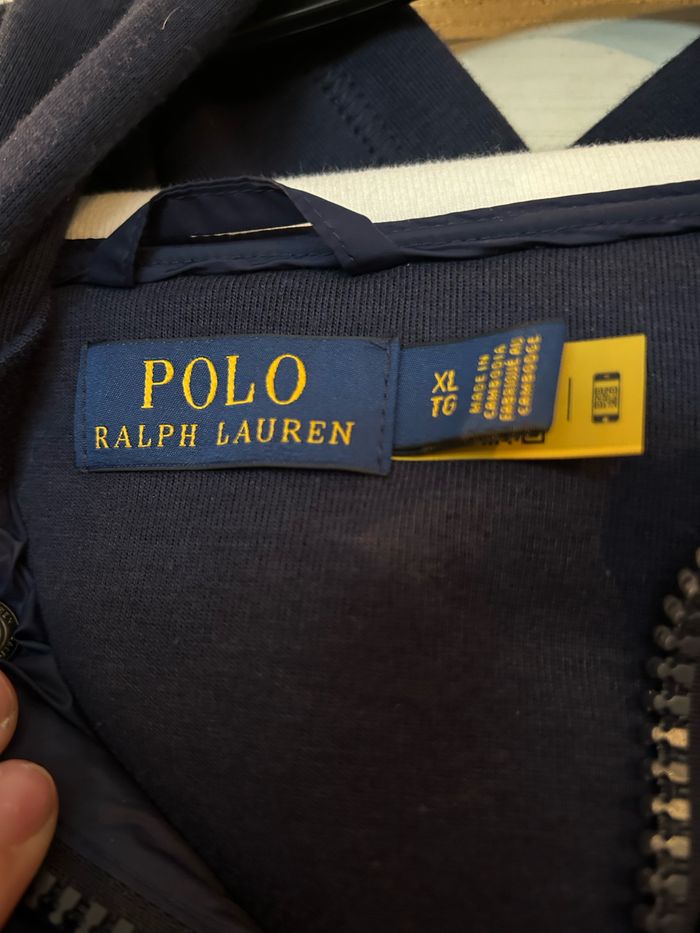 POLO
RALPH LAUREN
XL
TG
MADE IN
CAMBODIA
FABRIQUÉ AU
CAMBODGE